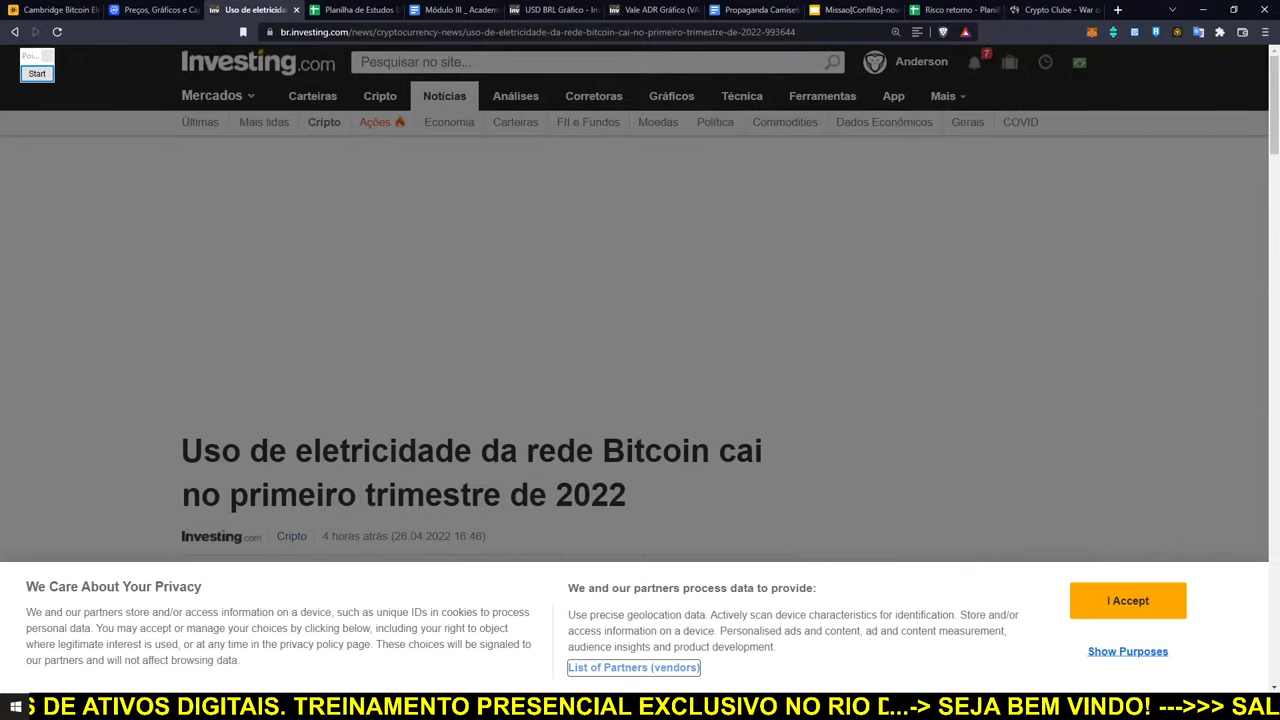 Cambridge Bitcoin El
Preços, Gráficos e Ca
Uso de eletricida
Planilha de Estudos L
Módulo III _ Academ
USD BRL Gráfico - Inv
Vale ADR Gráfico (VA
Propaganda Camiset
Missao[Conflito]-nov
Risco retorno - Planil
Crypto Clube - War o
br.investing.com/news/cryptocurrency-news/uso-de-eletricidade-da-rede-bitcoin-cai-no-primeiro-trimestre-de-2022-993644
Poi...
Start
Investing.com
Pesquisar no site...
Anderson
7
Mercados
Carteiras
Cripto
Notícias
Análises
Corretoras
Gráficos
Técnica
Ferramentas
App
Mais
Últimas
Mais lidas
Cripto
Ações
Economia
Carteiras
FII e Fundos
Moedas
Política
Commodities
Dados Econômicos
Gerais
COVID
Uso de eletricidade da rede Bitcoin cai
no primeiro trimestre de 2022
Investing.com
Cripto
4 horas atrás (26.04.2022 16:46)
We Care About Your Privacy
We and our partners store and/or access information on a device, such as unique IDs in cookies to process
personal data. You may accept or manage your choices by clicking below, including your right to object
where legitimate interest is used, or at any time in the privacy policy page. These choices will be signaled to
our partners and will not affect browsing data.
We and our partners process data to provide:
Use precise geolocation data. Actively scan device characteristics for identification. Store and/or
access information on a device. Personalised ads and content, ad and content measurement,
audience insights and product development.
List of Partners (vendors)
I Accept
Show Purposes
S DE ATIVOS DIGITAIS. TREINAMENTO PRESENCIAL EXCLUSIVO NO RIO D...-> SEJA BEM VINDO! --->>> SAL